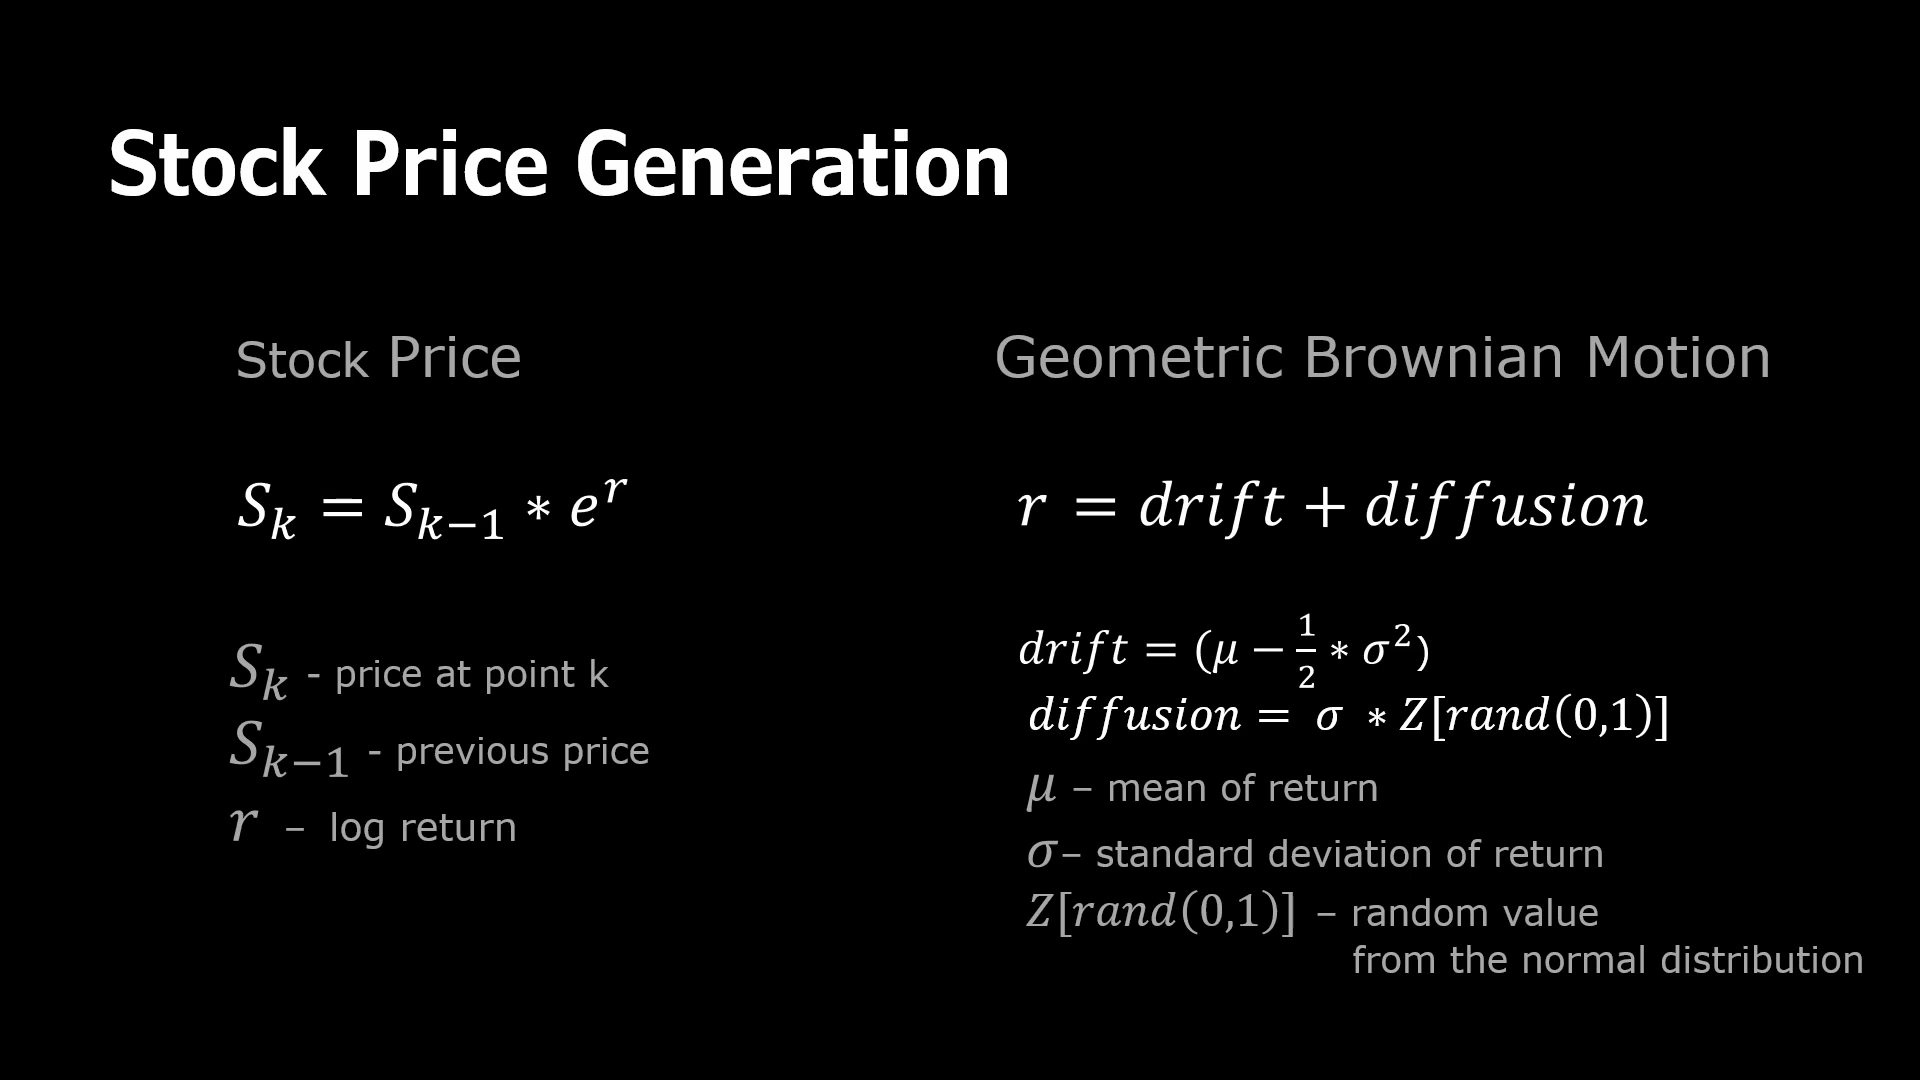 Stock Price Generation
Stock Price
S_k = S_{k−1} ∗ e^r
S_k - price at point k
S_{k−1} - previous price
r – log return
Geometric Brownian Motion
r = drift + diffusion
drift = (μ − 1/2 ∗ σ²)
diffusion = σ ∗ Z[rand(0,1)]
μ – mean of return
σ – standard deviation of return
Z[rand(0,1)] – random value
from the normal distribution